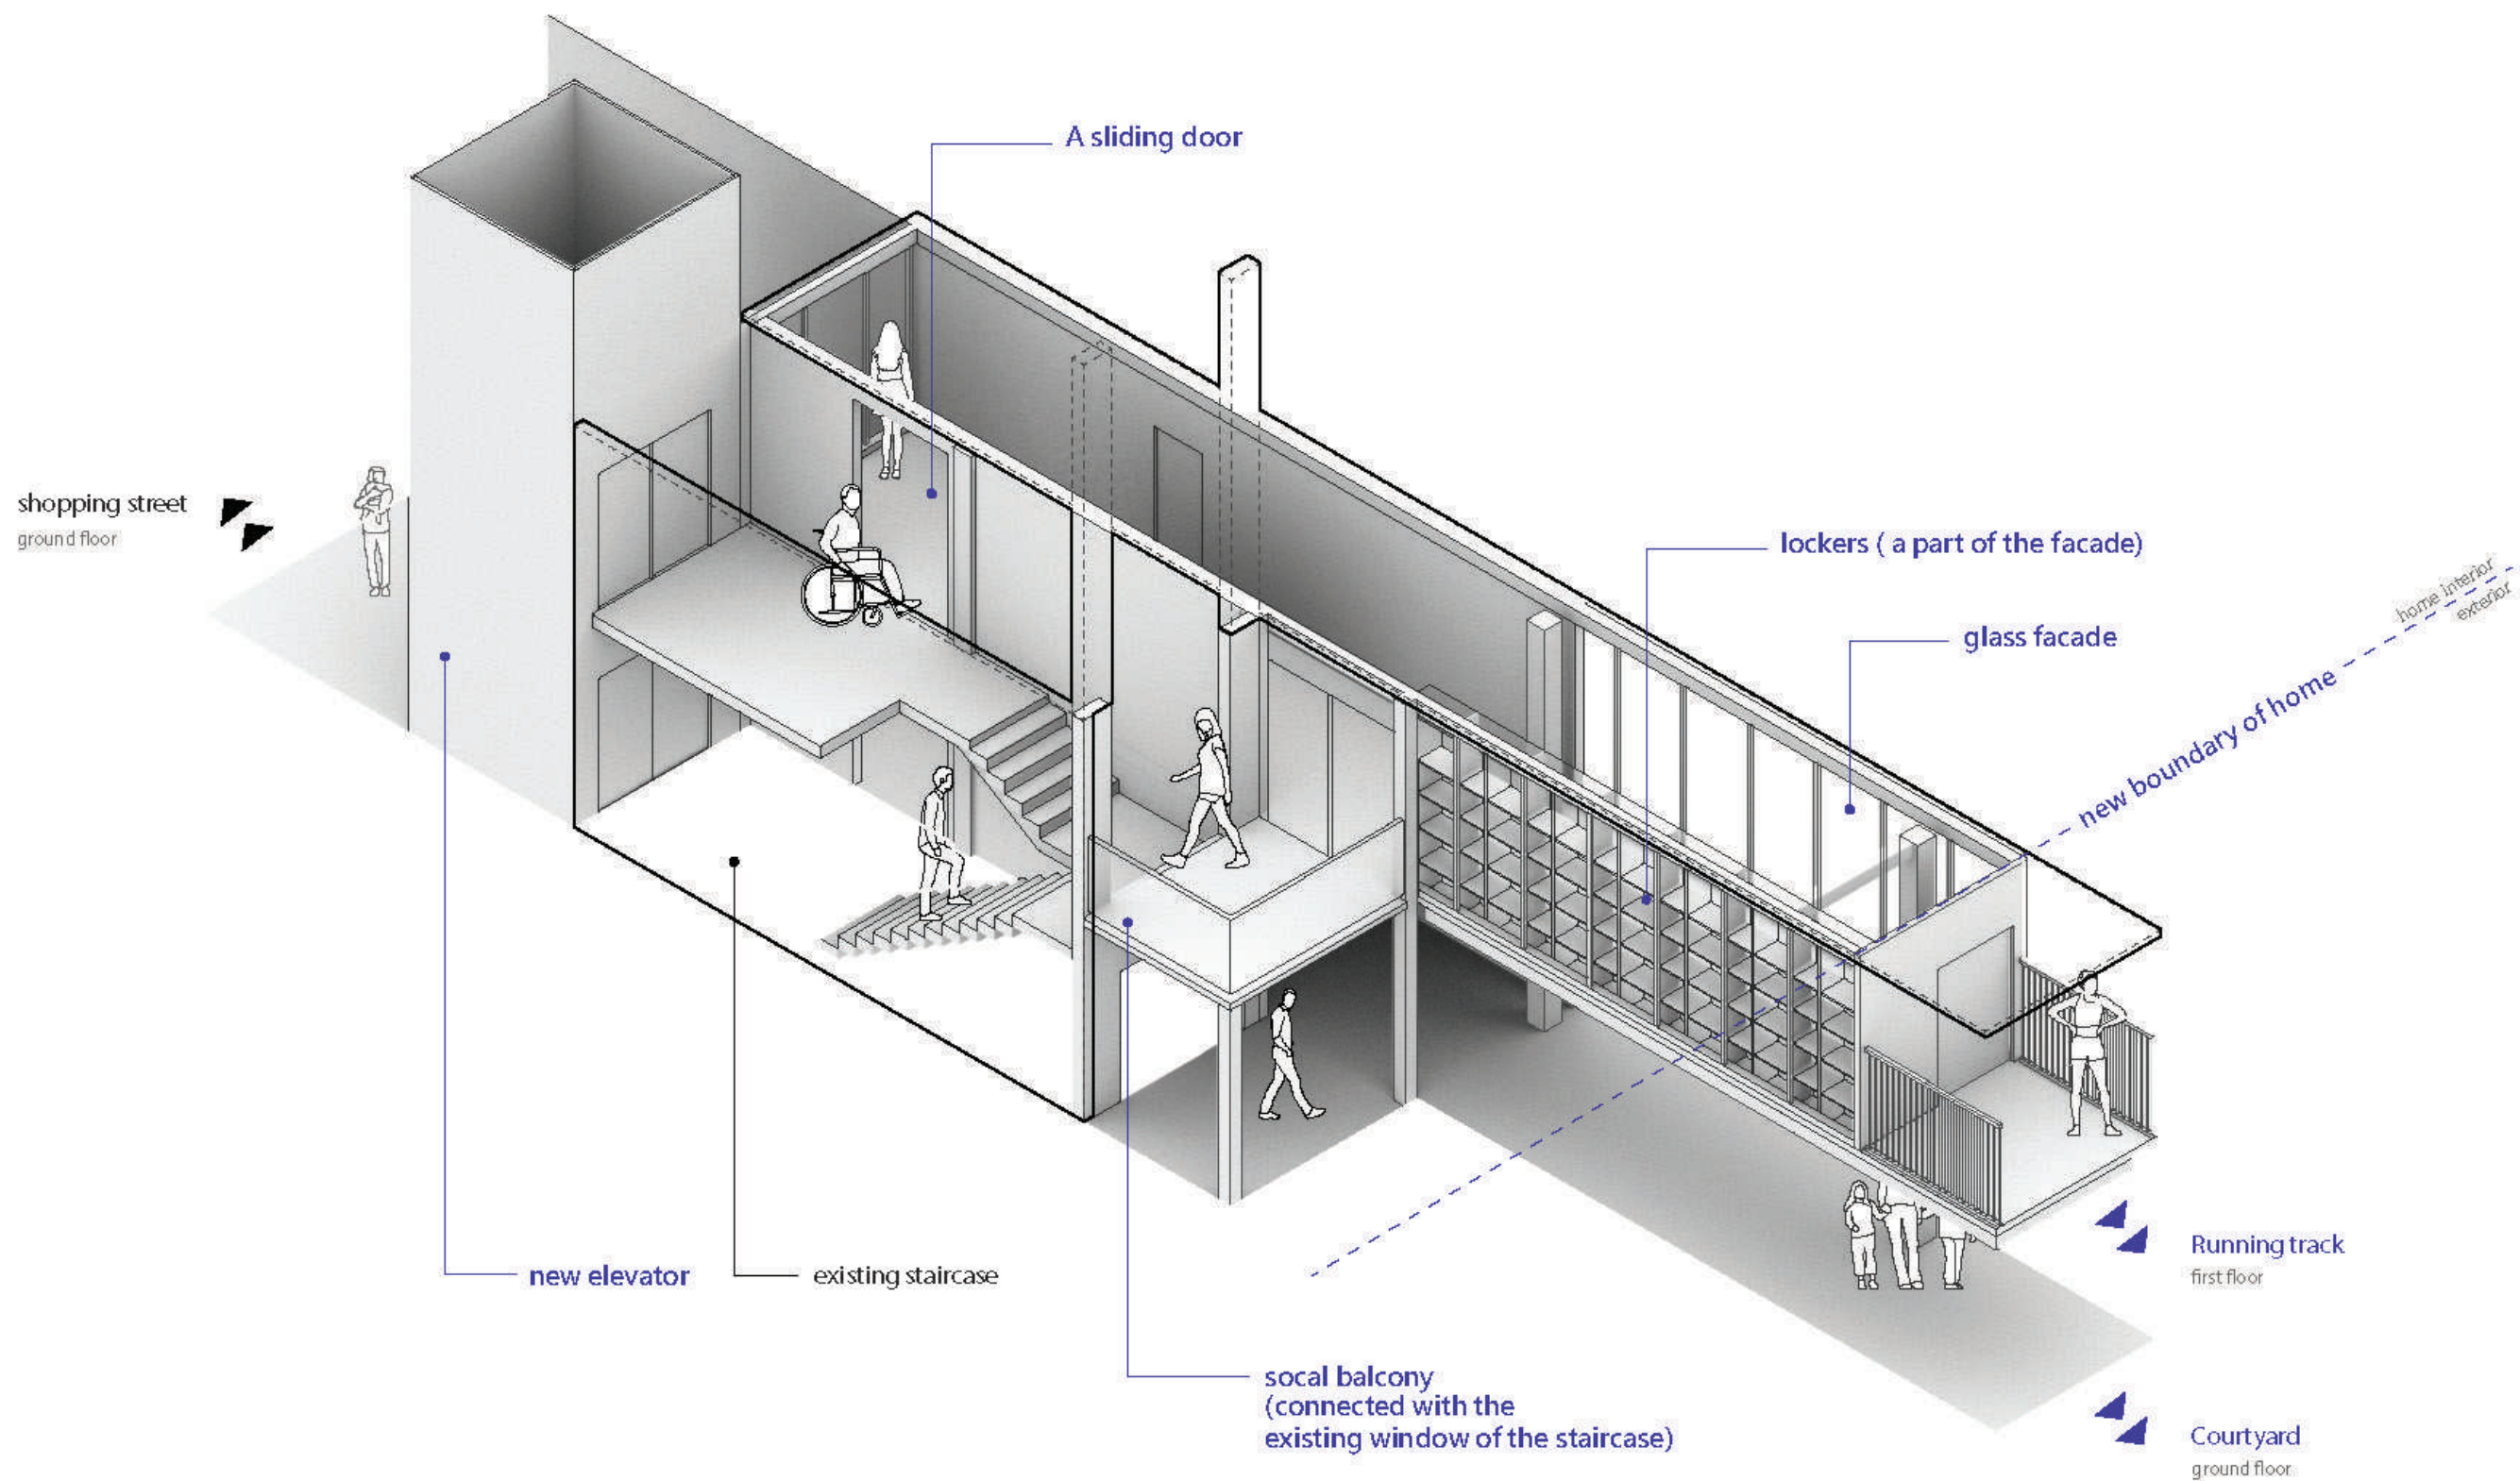 A sliding door
shopping street
ground floor
lockers ( a part of the facade)
home interior
exterior
glass facade
new boundary of home
new elevator
existing staircase
Running track
first floor
socal balcony
(connected with the
existing window of the staircase)
Courtyard
ground floor